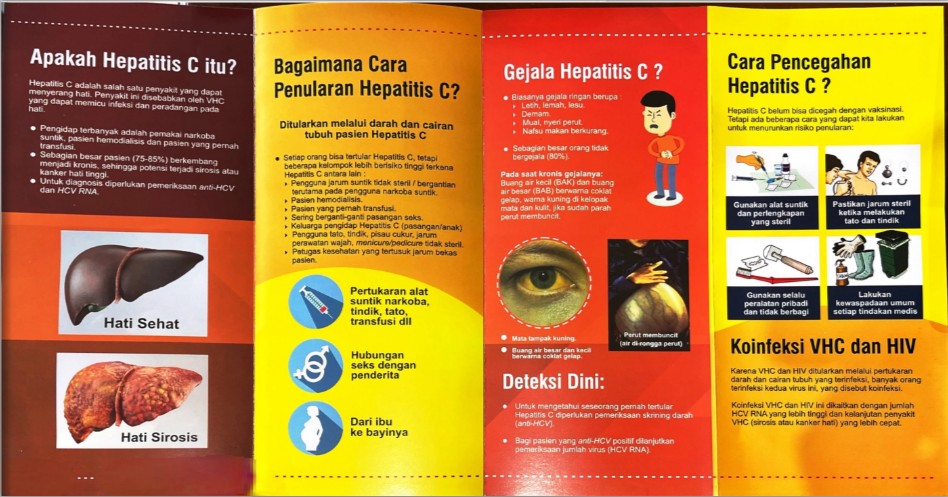 Apakah Hepatitis C itu?
Hepatitis C adalah salah satu penyakit yang dapat
menyerang hati. Penyakit ini disebabkan oleh VHC
yang dapat memicu infeksi dan peradangan pada
hati.
● Pengidap terbanyak adalah pemakai narkoba
suntik, pasien hemodialisis dan pasien yang pernah
transfusi.
● Sebagian besar pasien (75-85%) berkembang
menjadi kronis, sehingga potensi terjadi sirosis atau
kanker hati tinggi.
● Untuk diagnosis diperlukan pemeriksaan anti-HCV
dan HCV RNA.
Hati Sehat
Hati Sirosis
Bagaimana Cara
Penularan Hepatitis C?
Ditularkan melalui darah dan cairan
tubuh pasien Hepatitis C
● Setiap orang bisa tertular Hepatitis C, tetapi
beberapa kelompok lebih berisiko tinggi terkena
Hepatitis C antara lain :
Pengguna jarum suntik tidak steril / bergantian
terutama pada pengguna narkoba suntik.
Pasien hemodialisis.
Pasien yang pernah transfusi.
Sering berganti-ganti pasangan seks.
Keluarga pengidap Hepatitis C (pasangan/anak)
Pengguna tato, tindik, pisau cukur, jarum
perawatan wajah, menicure/pedicure tidak steril.
Petugas kesehatan yang tertusuk jarum bekas
pasien.
Pertukaran alat
suntik narkoba,
tindik, tato,
transfusi dll
Hubungan
seks dengan
penderita
Dari ibu
ke bayinya
Gejala Hepatitis C ?
● Biasanya gejala ringan berupa :
Letih, lemah, lesu.
Demam.
Mual, nyeri perut.
Nafsu makan berkurang.
● Sebagian besar orang tidak
bergejala (80%).
Pada saat kronis gejalanya:
Buang air kecil (BAK) dan buang
air besar (BAB) berwarna coklat
gelap, warna kuning di kelopak
mata dan kulit, jika sudah parah
perut membuncit.
● Mata tampak kuning.
● Buang air besar dan kecil
berwarna coklat gelap.
Perut membuncit
(air di-rongga perut)
Deteksi Dini:
● Untuk mengetahui seseorang pernah tertular
Hepatitis C diperlukan pemeriksaan skrining darah
(anti-HCV).
● Bagi pasien yang anti-HCV positif dilanjutkan
pemeriksaan jumlah virus (HCV RNA).
Cara Pencegahan
Hepatitis C ?
Hepatitis C belum bisa dicegah dengan vaksinasi.
Tetapi ada beberapa cara yang dapat kita lakukan
untuk menurunkan risiko penularan:
Gunakan alat suntik
dan perlengkapan
yang steril
Pastikan jarum steril
ketika melakukan
tato dan tindik
Gunakan selalu
peralatan pribadi
dan tidak berbagi
Lakukan
kewaspadaan umum
setiap tindakan medis
Koinfeksi VHC dan HIV
Karena VHC dan HIV ditularkan melalui pertukaran
darah dan cairan tubuh yang terinfeksi, banyak orang
terinfeksi kedua virus ini, yang disebut koinfeksi.
Koinfeksi VHC dan HIV ini dikaitkan dengan jumlah
HCV RNA yang lebih tinggi dan kelanjutan penyakit
VHC (sirosis atau kanker hati) yang lebih cepat.